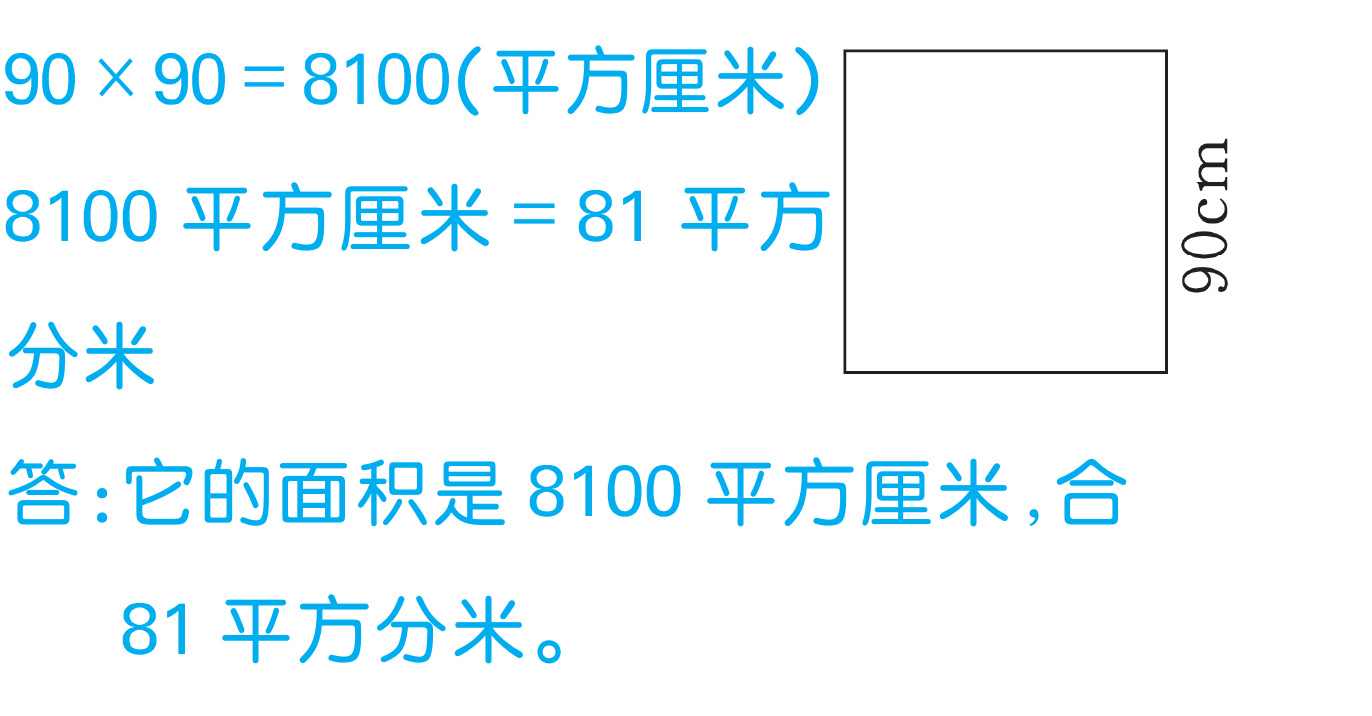 90×90=8100(平方厘米)
90cm
8100 平方厘米=81 平方
分米
答:它的面积是 8100 平方厘米,合
81 平方分米。